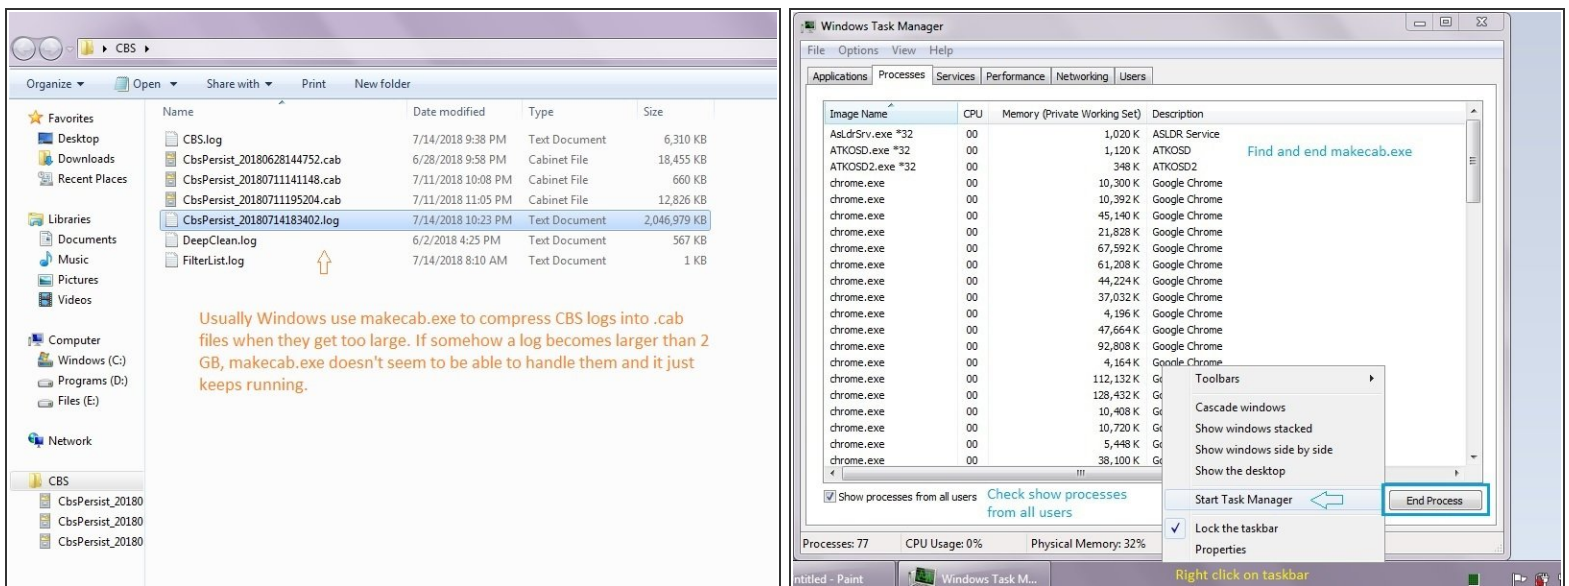 CBS
Organize Open Share with Print New folder
Favorites
Desktop
Downloads
Recent Places
Libraries
Documents
Music
Pictures
Videos
Computer
Windows (C:)
Programs (D:)
Files (E:)
Network
CBS
CbsPersist_20180
CbsPersist_20180
CbsPersist_20180
Name Date modified Type Size
CBS.log 7/14/2018 9:38 PM Text Document 6,310 KB
CbsPersist_20180628144752.cab 6/28/2018 9:58 PM Cabinet File 18,455 KB
CbsPersist_20180711141148.cab 7/11/2018 10:08 PM Cabinet File 660 KB
CbsPersist_20180711195204.cab 7/11/2018 11:05 PM Cabinet File 12,826 KB
CbsPersist_20180714183402.log 7/14/2018 10:23 PM Text Document 2,046,979 KB
DeepClean.log 6/2/2018 4:25 PM Text Document 567 KB
FilterList.log 7/14/2018 8:10 AM Text Document 1 KB
Usually Windows use makecab.exe to compress CBS logs into .cab
files when they get too large. If somehow a log becomes larger than 2
GB, makecab.exe doesn't seem to be able to handle them and it just
keeps running.
Windows Task Manager
File Options View Help
Applications Processes Services Performance Networking Users
Image Name CPU Memory (Private Working Set) Description
AsLdrSrv.exe *32 00 1,020 K ASLDR Service
ATKOSD.exe *32 00 1,120 K ATKOSD
ATKOSD2.exe *32 00 348 K ATKOSD2
chrome.exe 00 10,300 K Google Chrome
chrome.exe 00 10,392 K Google Chrome
chrome.exe 00 45,140 K Google Chrome
chrome.exe 00 21,828 K Google Chrome
chrome.exe 00 67,592 K Google Chrome
chrome.exe 00 61,208 K Google Chrome
chrome.exe 00 44,224 K Google Chrome
chrome.exe 00 37,032 K Google Chrome
chrome.exe 00 4,196 K Google Chrome
chrome.exe 00 47,664 K Google Chrome
chrome.exe 00 92,808 K Google Chrome
chrome.exe 00 4,164 K Google Chrome
chrome.exe 00 112,132 K
chrome.exe 00 128,432 K
chrome.exe 00 10,408 K
chrome.exe 00 10,720 K
chrome.exe 00 5,448 K
chrome.exe 00 38,100 K
Find and end makecab.exe
Toolbars
Cascade windows
Show windows stacked
Show windows side by side
Show the desktop
Start Task Manager
Lock the taskbar
Properties
Show processes from all users
Check show processes
from all users
End Process
Processes: 77 CPU Usage: 0% Physical Memory: 32%
ntitled - Paint Windows Task M...
Right click on taskbar